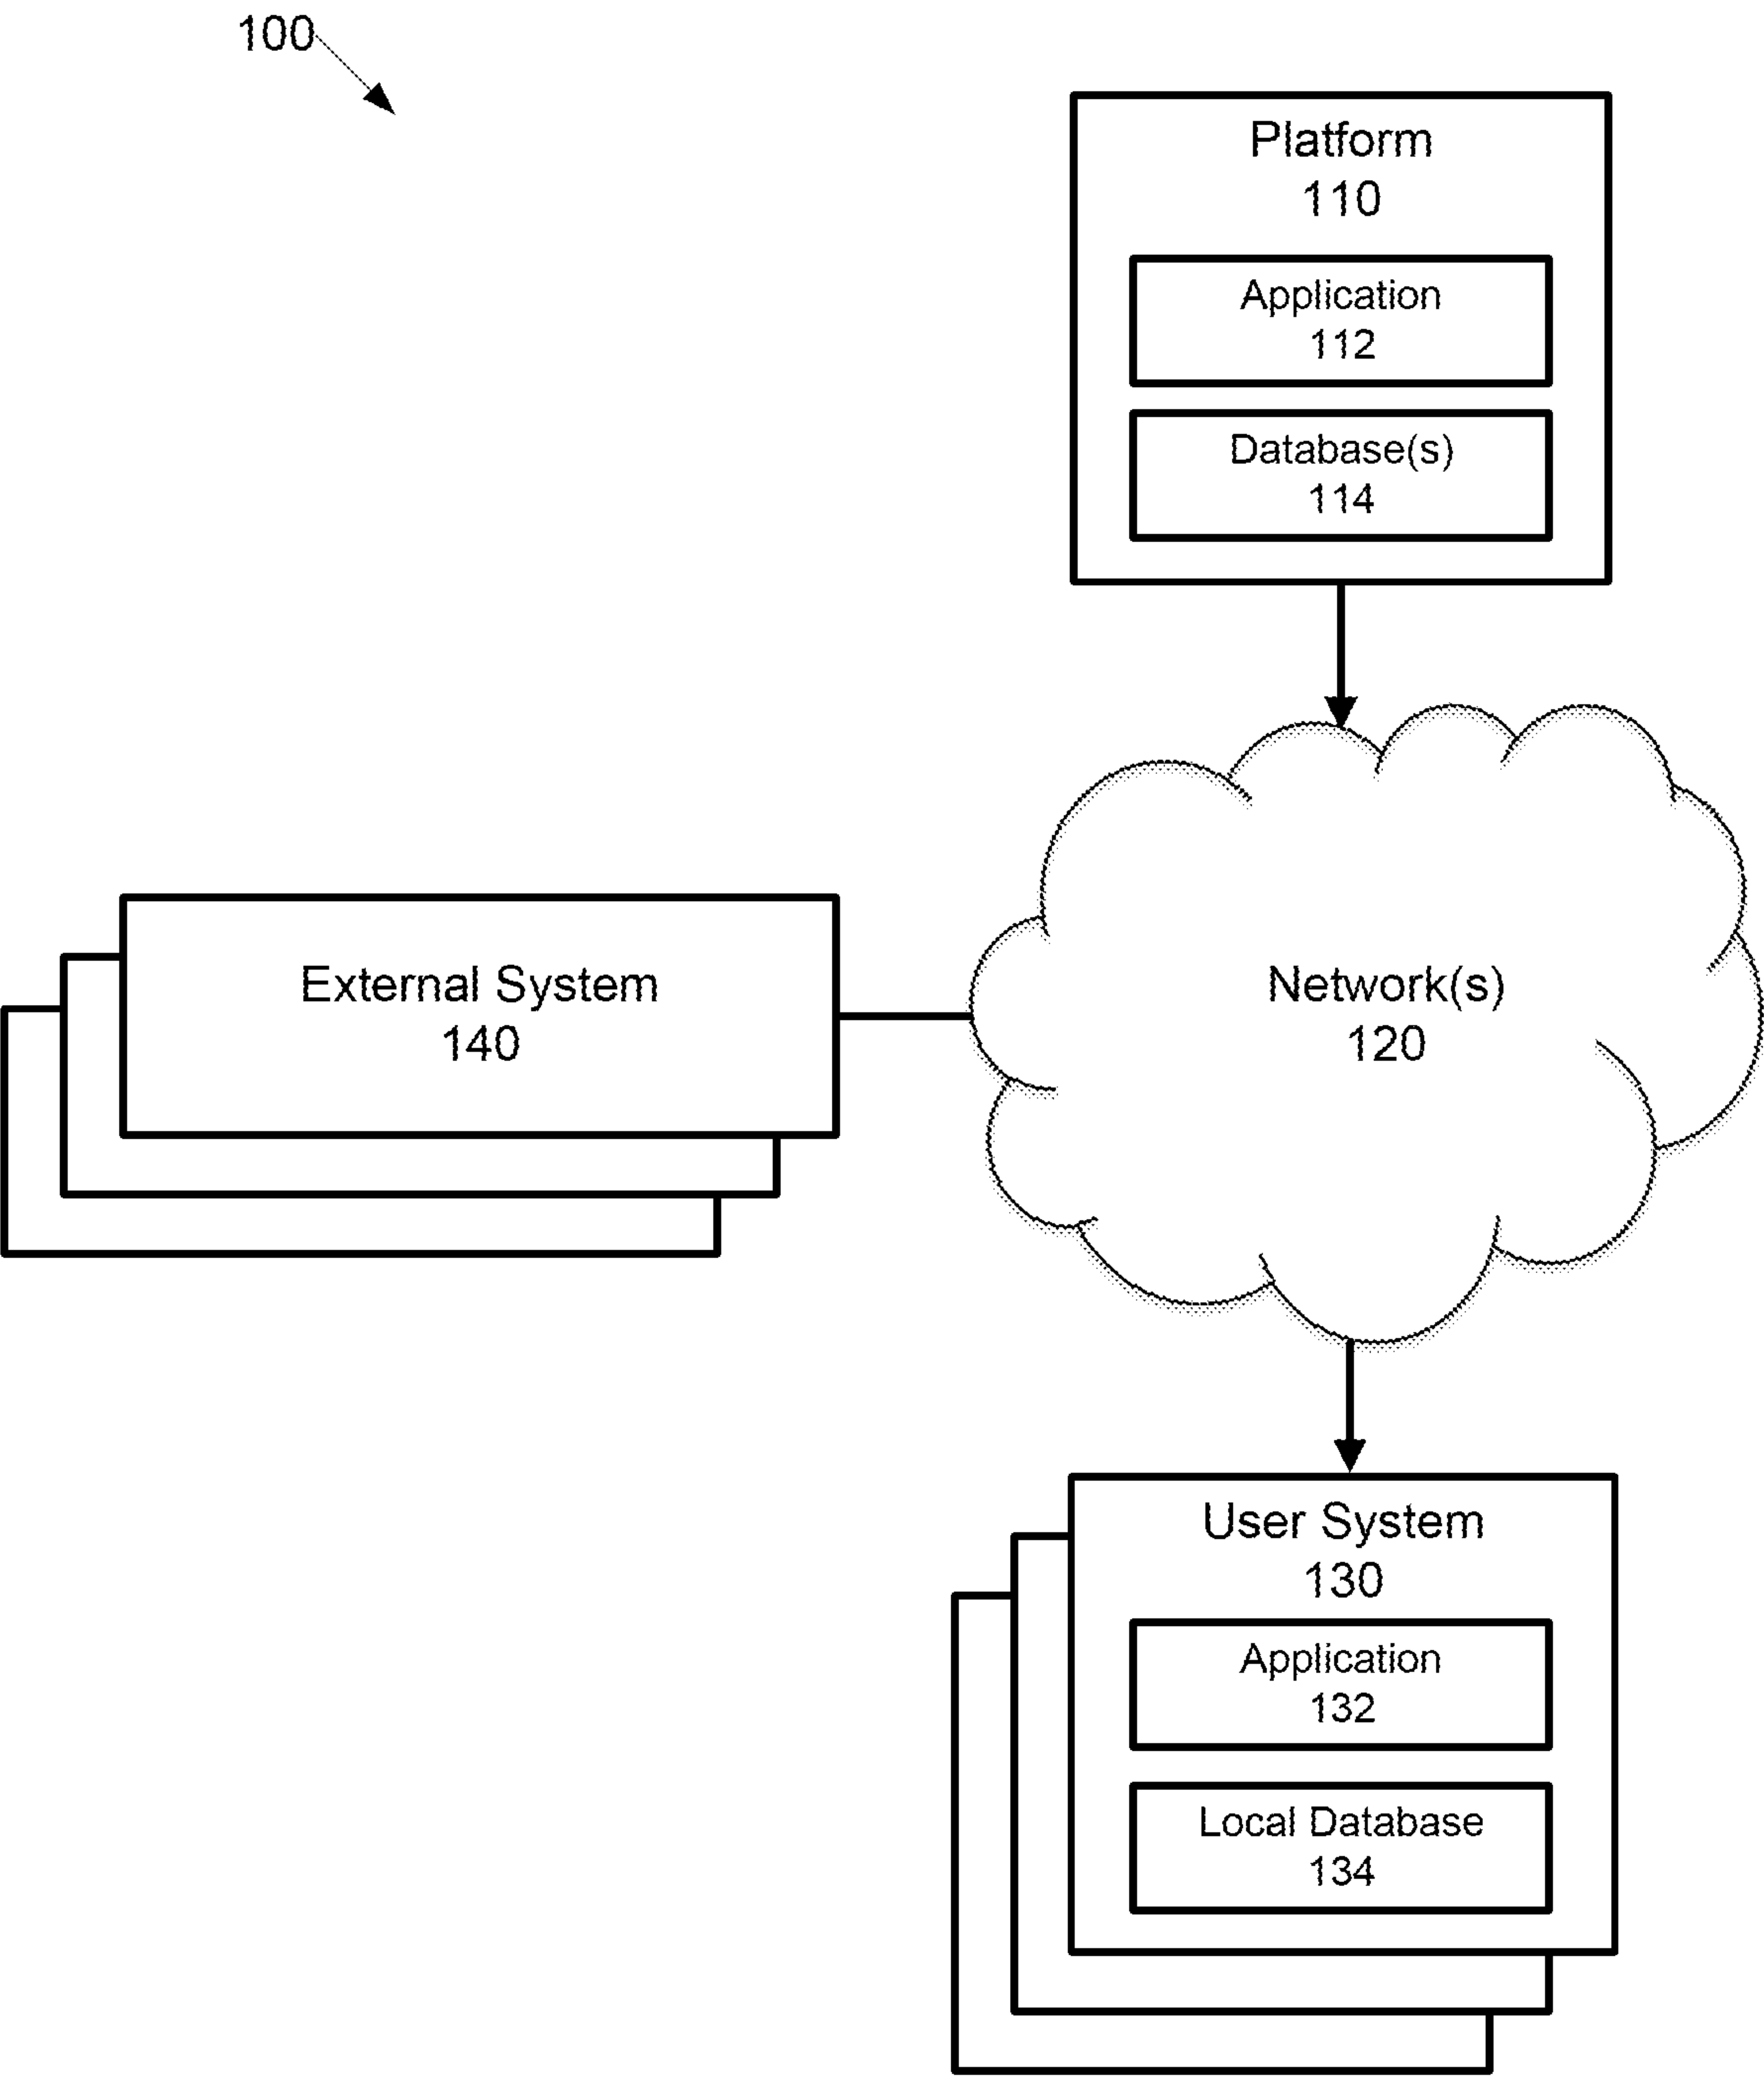 100
Platform
110
Application
112
Database(s)
114
External System
140
Network(s)
120
User System
130
Application
132
Local Database
134